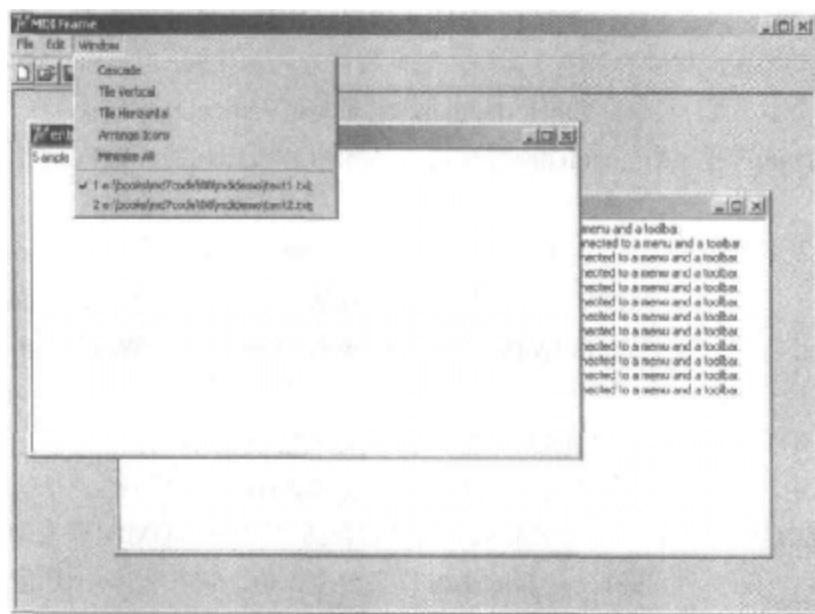 MDI Frame
File Edit Window
Cascade
Tile Vertical
Tile Horizontal
Arrange Icons
Minimize All
Sample
menu and a toolbar.
nected to a menu and a toolbar.
nected to a menu and a toolbar.
nected to a menu and a toolbar.
nected to a menu and a toolbar.
nected to a menu and a toolbar.
nected to a menu and a toolbar.
nected to a menu and a toolbar.
nected to a menu and a toolbar.
nected to a menu and a toolbar.
nected to a menu and a toolbar.
nected to a menu and a toolbar.